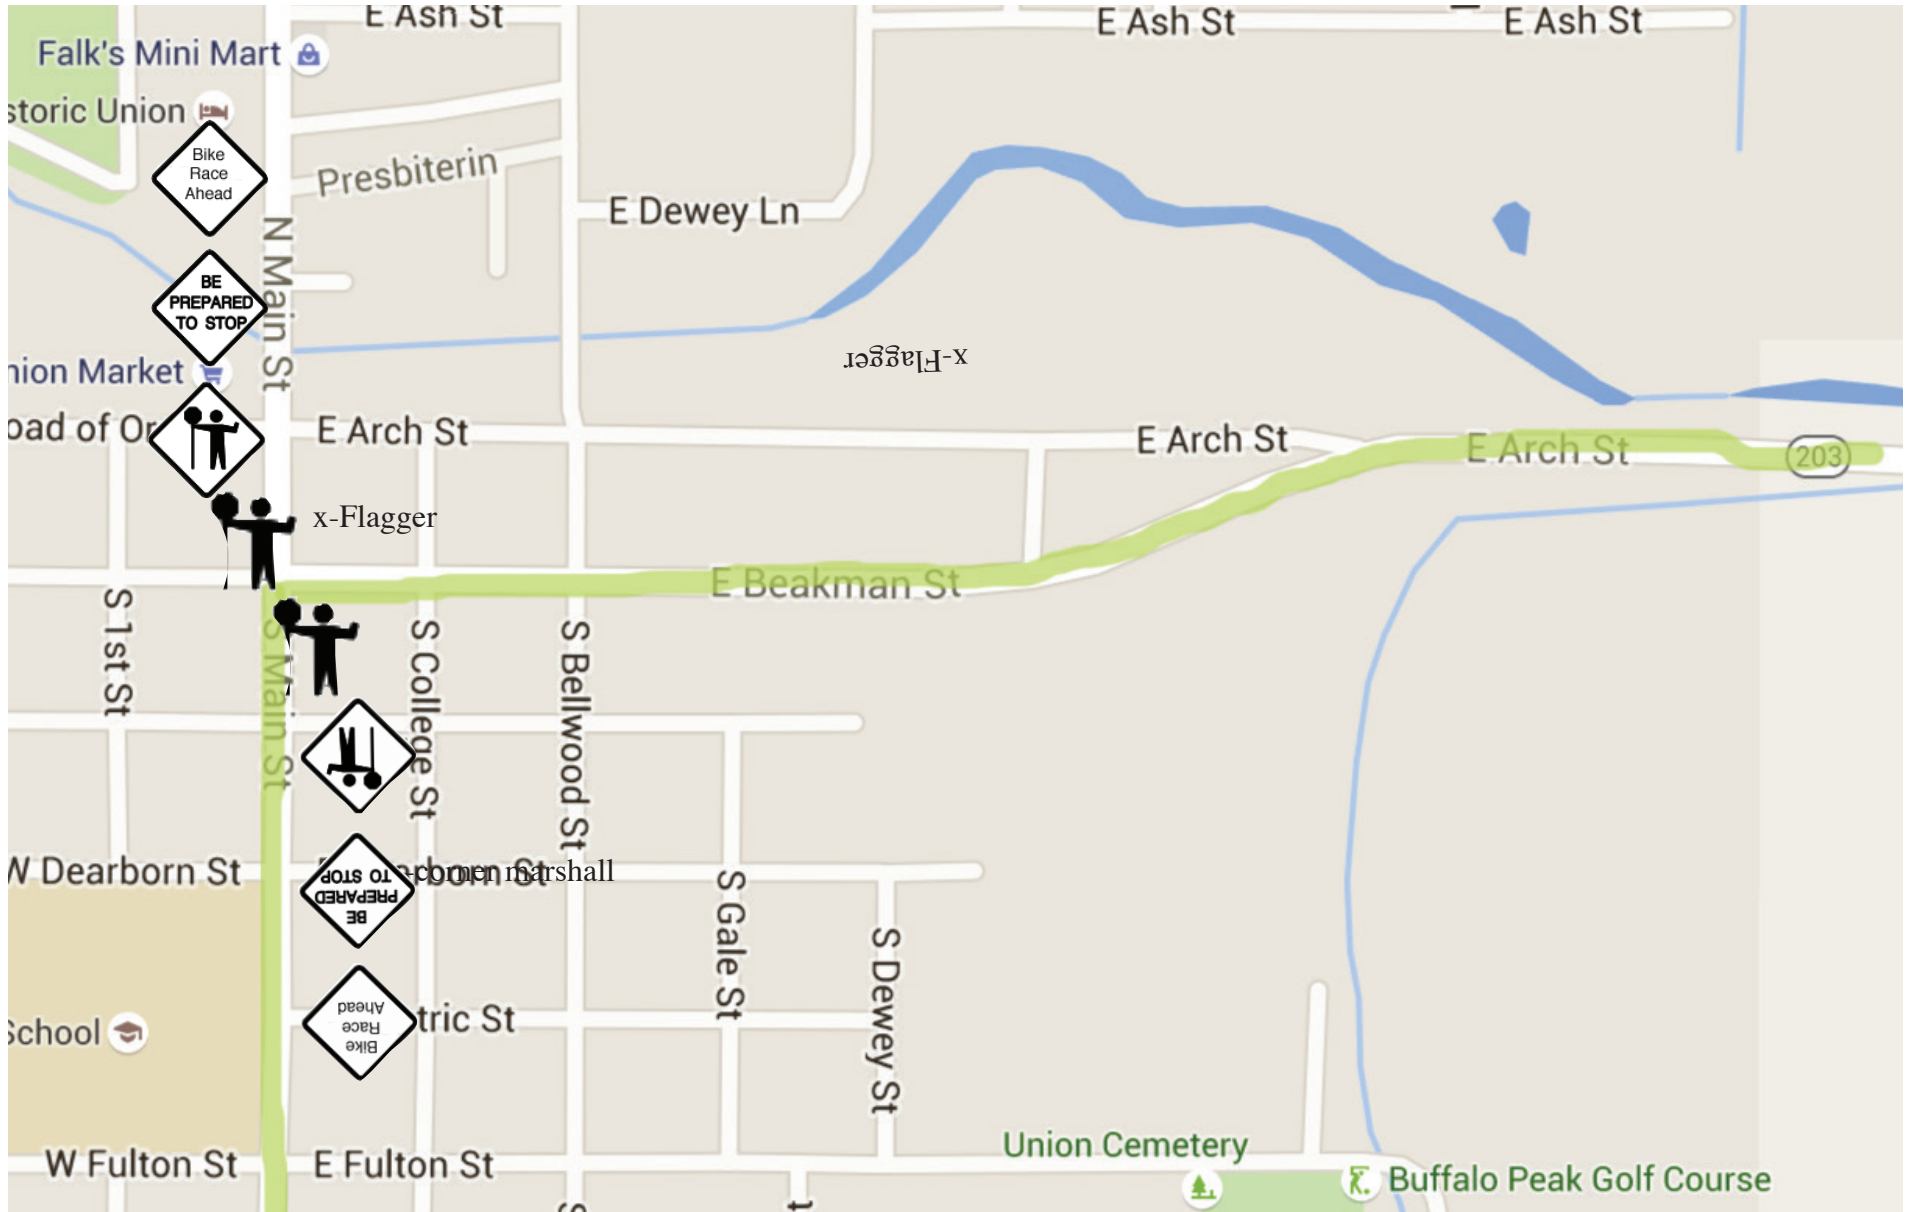 E Ash St
E Ash St
E Ash St
Falk's Mini Mart
storic Union
Bike
Race
Ahead
Presbiterin
E Dewey Ln
N Main St
BE
PREPARED
TO STOP
nion Market
x-Flagger
oad of Or
E Arch St
E Arch St
E Arch St
203
x-Flagger
E Beakman St
S 1st St
S Main St
S College St
S Bellwood St
W Dearborn St
rborn St
-corner marshall
BE
PREPARED
TO STOP
S Gale St
S Dewey St
Bike
Race
Ahead
tric St
School
W Fulton St
E Fulton St
Union Cemetery
Buffalo Peak Golf Course
S
t